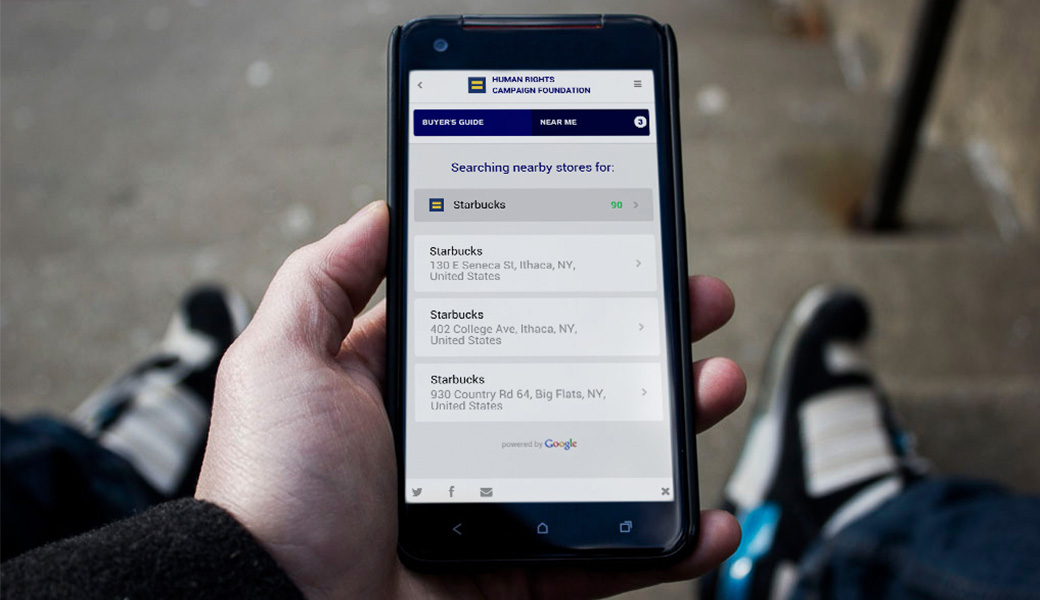 HUMAN RIGHTS
CAMPAIGN FOUNDATION
BUYER'S GUIDE
NEAR ME
3
Searching nearby stores for:
Starbucks
90
Starbucks
130 E Seneca St, Ithaca, NY,
United States
Starbucks
402 College Ave, Ithaca, NY,
United States
Starbucks
930 Country Rd 64, Big Flats, NY,
United States
powered by Google